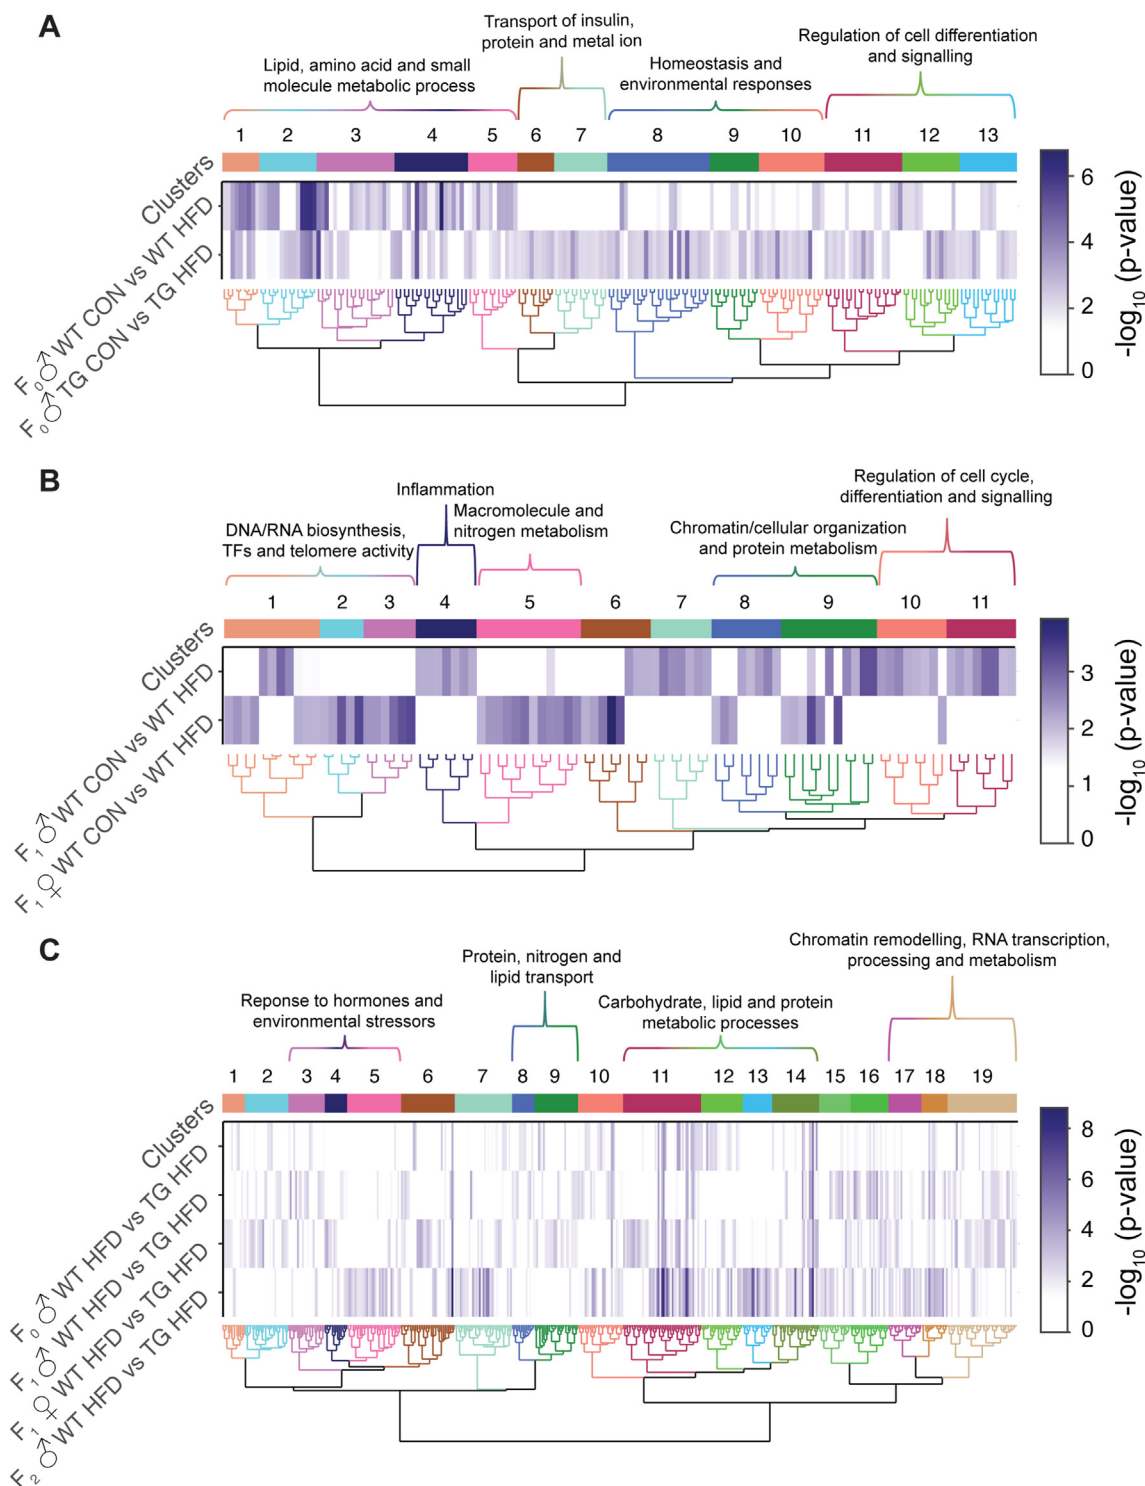 A
Transport of insulin,
protein and metal ion
Regulation of cell differentiation
and signalling
Lipid, amino acid and small
molecule metabolic process
Homeostasis and
environmental responses
1 2 3 4 5 6 7 8 9 10 11 12 13
Clusters
F₀♂ WT CON vs WT HFD
F₀♂ TG CON vs TG HFD
6
4
2
0
-log₁₀ (p-value)
B
Regulation of cell cycle,
differentiation and signalling
Inflammation
Macromolecule and
nitrogen metabolism
DNA/RNA biosynthesis,
TFs and telomere activity
Chromatin/cellular organization
and protein metabolism
1 2 3 4 5 6 7 8 9 10 11
Clusters
F₁♂ WT CON vs WT HFD
F₁♀ WT CON vs WT HFD
3
2
1
0
-log₁₀ (p-value)
C
Chromatin remodelling, RNA transcription,
processing and metabolism
Protein, nitrogen and
lipid transport
Reponse to hormones and
environmental stressors
Carbohydrate, lipid and protein
metabolic processes
1 2 3 4 5 6 7 8 9 10 11 12 13 14 15 16 17 18 19
Clusters
F₀♂ WT HFD vs TG HFD
F₁♂ WT HFD vs TG HFD
F₁♀ WT HFD vs TG HFD
F₂♂ WT HFD vs TG HFD
8
6
4
2
0
-log₁₀ (p-value)